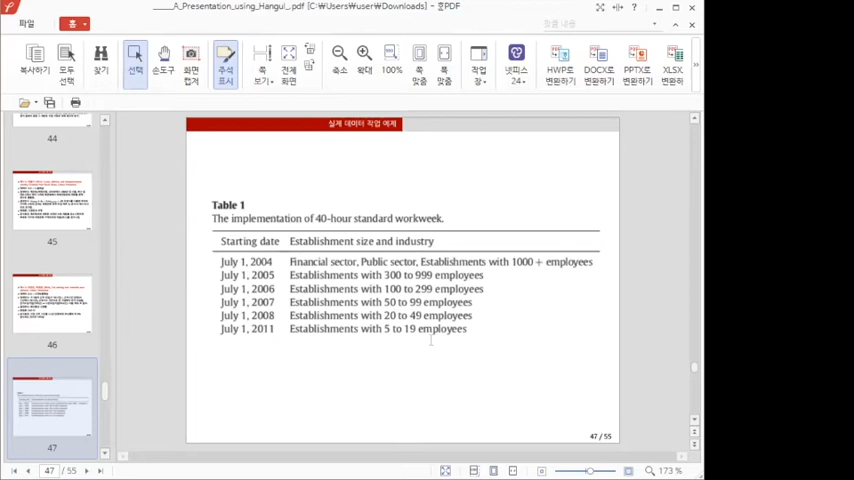 _____A_Presentation_using_Hangul_.pdf [C:₩Users₩user₩Downloads] - 한PDF
파일
홈
찾을 내용
복사하기
모두 선택
찾기
선택
손도구
화면 캡처
주석 표시
쪽 보기
전체 화면
축소
확대
100%
폭 맞춤
쪽 맞춤
작업 창
넷피스 24
HWP로 변환하기
DOCX로 변환하기
PPTX로 변환하기
XLSX. 변환하
44
45
46
47
실제 데이터 작업 예제
Table 1
The implementation of 40-hour standard workweek.
Starting date Establishment size and industry
July 1, 2004 Financial sector, Public sector, Establishments with 1000 + employees
July 1, 2005 Establishments with 300 to 999 employees
July 1, 2006 Establishments with 100 to 299 employees
July 1, 2007 Establishments with 50 to 99 employees
July 1, 2008 Establishments with 20 to 49 employees
July 1, 2011 Establishments with 5 to 19 employees
47 / 55
47 / 55
173 %